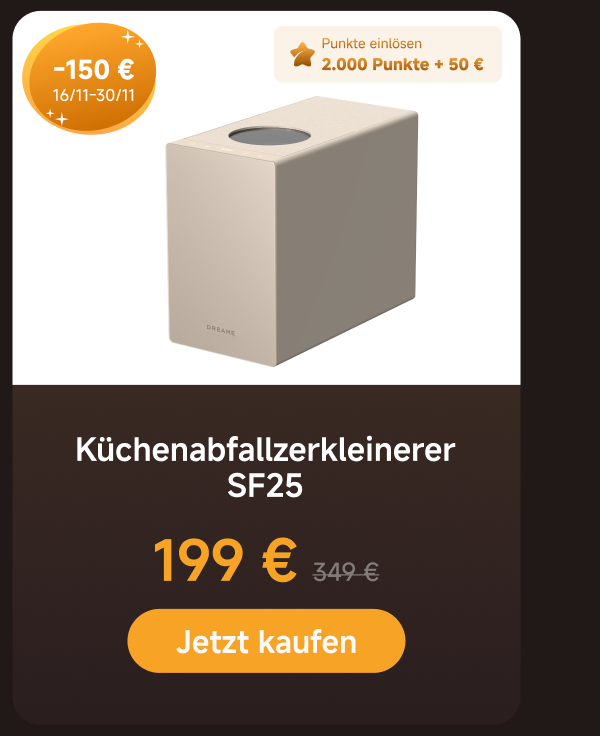 -150 €
16/11-30/11
Punkte einlösen
2.000 Punkte + 50 €
DREAME
Küchenabfallzerkleinerer
SF25
199 € 349 €
Jetzt kaufen